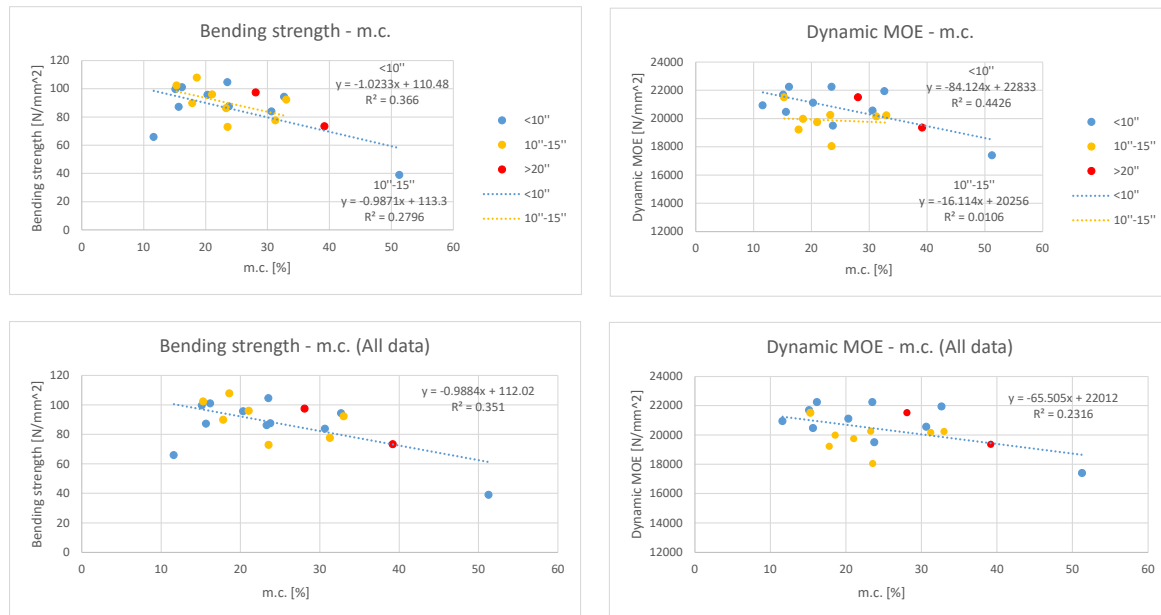 Bending strength - m.c.
120
100
80
60
40
20
0
Bending strength [N/mm^2]
<10''
y = -1.0233x + 110.48
R² = 0.366
10''-15''
y = -0.9871x + 113.3
R² = 0.2796
0 10 20 30 40 50 60
m.c. [%]
<10''
10''-15''
>20''
<10''
10''-15''
Dynamic MOE - m.c.
24000
22000
20000
18000
16000
14000
12000
Dynamic MOE [N/mm^2]
<10''
y = -84.124x + 22833
R² = 0.4426
10''-15''
y = -16.114x + 20256
R² = 0.0106
0 10 20 30 40 50 60
m.c. [%]
<10''
10''-15''
>20''
<10''
10''-15''
Bending strength - m.c. (All data)
120
100
80
60
40
20
0
Bending strength [N/mm^2]
y = -0.9884x + 112.02
R² = 0.351
0 10 20 30 40 50 60
m.c. [%]
Dynamic MOE - m.c. (All data)
24000
22000
20000
18000
16000
14000
12000
Dynamic MOE [N/mm^2]
y = -65.505x + 22012
R² = 0.2316
0 10 20 30 40 50 60
m.c. [%]